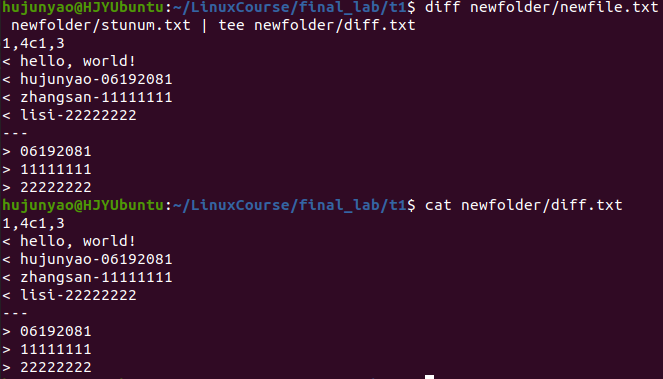 hujunyao@HJYUbuntu:~/LinuxCourse/final_lab/t1$ diff newfolder/newfile.txt
 newfolder/stunum.txt | tee newfolder/diff.txt
1,4c1,3
< hello, world!
< hujunyao-06192081
< zhangsan-11111111
< lisi-22222222
---
> 06192081
> 11111111
> 22222222
hujunyao@HJYUbuntu:~/LinuxCourse/final_lab/t1$ cat newfolder/diff.txt
1,4c1,3
< hello, world!
< hujunyao-06192081
< zhangsan-11111111
< lisi-22222222
---
> 06192081
> 11111111
> 22222222